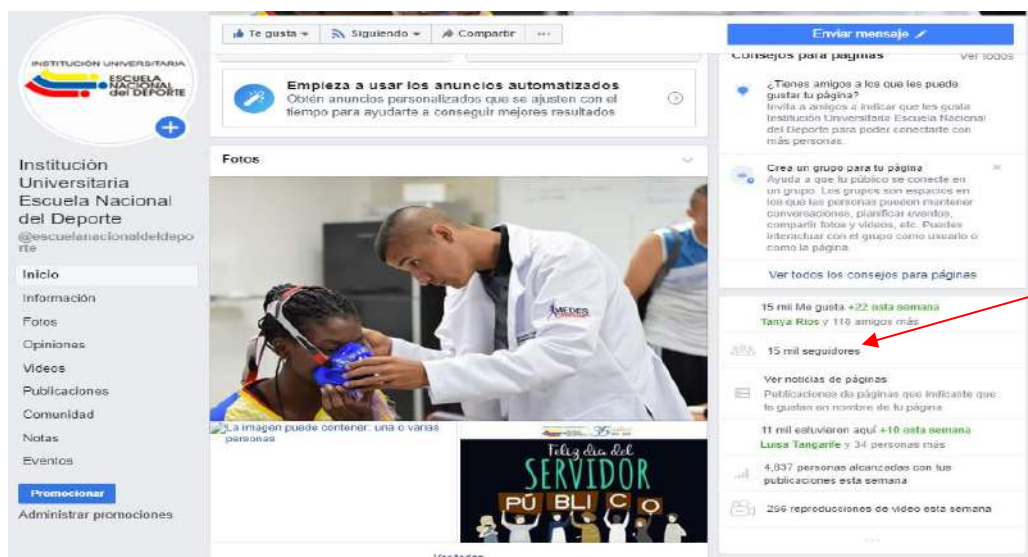 INSTITUCIÓN UNIVERSITARIA
ESCUELA
NACIONAL
del DEPORTE
Institución
Universitaria
Escuela Nacional
del Deporte
@escuelanacionaldeldepo
rte
Inicio
Información
Fotos
Opiniones
Videos
Publicaciones
Comunidad
Notas
Eventos
Promocionar
Administrar promociones
Te gusta
Siguiendo
Compartir
Empieza a usar los anuncios automatizados
Obtén anuncios personalizados que se ajusten con el
tiempo para ayudarte a conseguir mejores resultados
Fotos
MEDES
La imagen puede contener: una o varias
personas
35
Feliz día del
SERVIDOR
PÚBLICO
Ver todas
Enviar mensaje
Consejos para páginas
Ver todos
¿Tienes amigos a los que les puede
gustar tu página?
Invita a amigos a indicar que les gusta
Institución Universitaria Escuela Nacional
del Deporte para poder conectarte con
más personas.
Crea un grupo para tu página
Ayuda a que tu público se conecte en
un grupo. Los grupos son espacios en
los que las personas pueden mantener
conversaciones, planificar eventos,
compartir fotos y videos, etc. Puedes
interactuar con el grupo como usuario o
como la página.
Ver todos los consejos para páginas
15 mil Me gusta +22 esta semana
Tanya Rios y 116 amigos más
15 mil seguidores
Ver noticias de páginas
Publicaciones de páginas que indicaste que
te gustan en nombre de tu página
11 mil estuvieron aquí +10 esta semana
Luisa Tangarife y 34 personas más
4,837 personas alcanzadas con tus
publicaciones esta semana
256 reproducciones de video esta semana